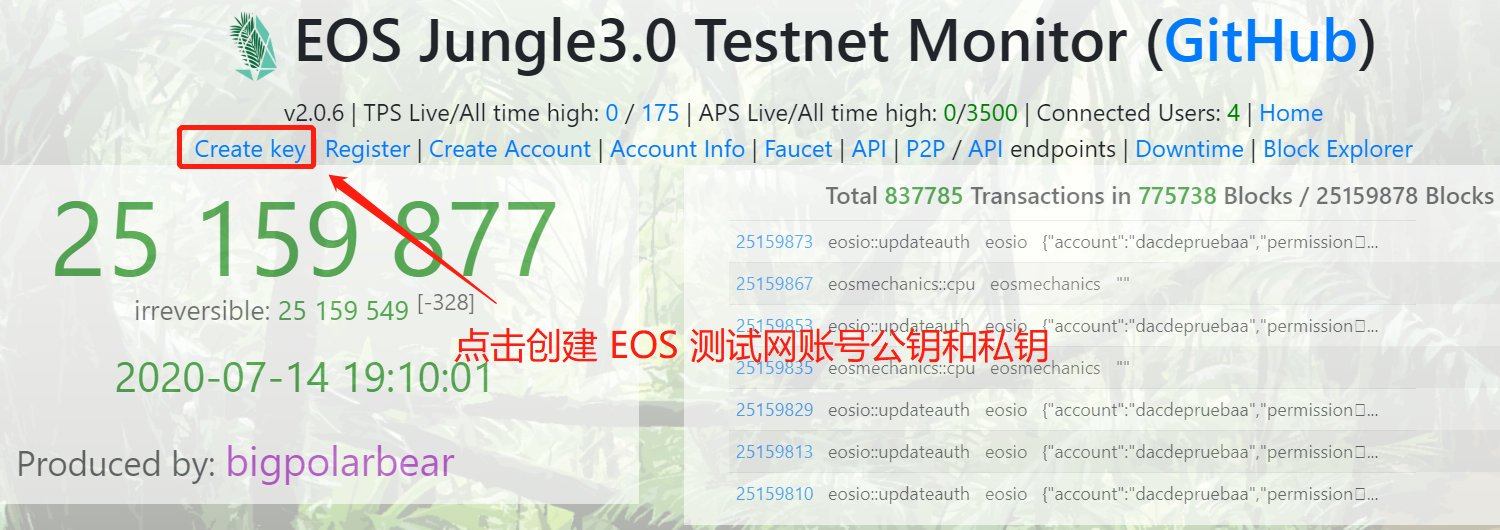 EOS Jungle3.0 Testnet Monitor (GitHub)
v2.0.6 | TPS Live/All time high: 0 / 175 | APS Live/All time high: 0/3500 | Connected Users: 4 | Home
Create key | Register | Create Account | Account Info | Faucet | API | P2P / API endpoints | Downtime | Block Explorer
25 159 877
irreversible: 25 159 549 [-328]
2020-07-14 19:10:01
Produced by: bigpolarbear
点击创建 EOS 测试网账号公钥和私钥
Total 837785 Transactions in 775738 Blocks / 25159878 Blocks
25159873 eosio::updateauth eosio {"account":"dacdepruebaa","permission▯...
25159867 eosmechanics::cpu eosmechanics ""
25159853 eosio::updateauth eosio {"account":"dacdepruebaa","permission▯...
25159835 eosmechanics::cpu eosmechanics ""
25159829 eosio::updateauth eosio {"account":"dacdepruebaa","permission▯...
25159813 eosio::updateauth eosio {"account":"dacdepruebaa","permission▯...
25159810 eosio::updateauth eosio {"account":"dacdepruebaa","permission▯...